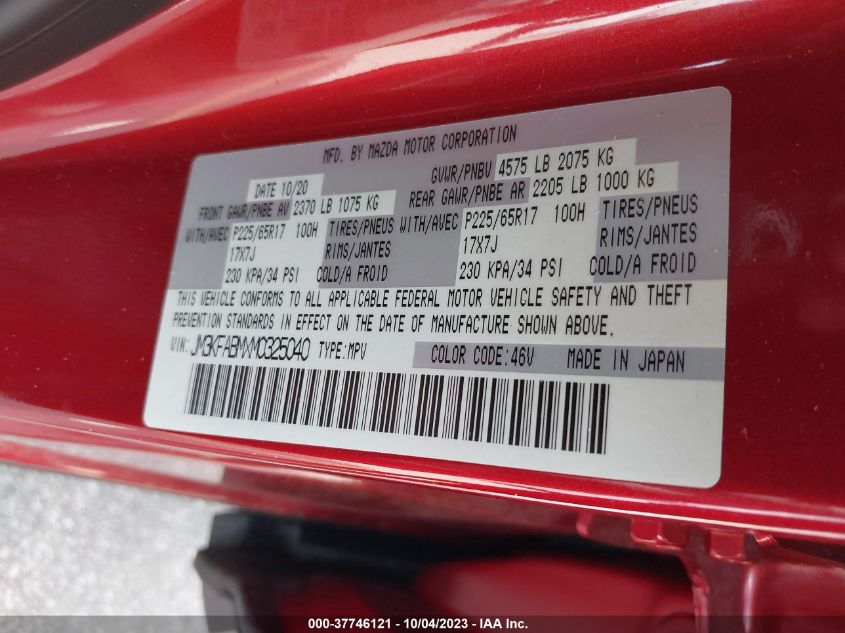 MFD. BY MAZDA MOTOR CORPORATION
DATE 10/20 GVWR/PNBV 4575 LB 2075 KG
FRONT GAWR/PNBE AV 2370 LB 1075 KG REAR GAWR/PNBE AR 2205 LB 1000 KG
WITH/AVEC P225/65R17 100H TIRES/PNEUS WITH/AVEC P225/65R17 100H TIRES/PNEUS
17X7J RIMS/JANTES 17X7J RIMS/JANTES
230 KPA/34 PSI COLD/A FROID 230 KPA/34 PSI COLD/A FROID
THIS VEHICLE CONFORMS TO ALL APPLICABLE FEDERAL MOTOR VEHICLE SAFETY AND THEFT
PREVENTION STANDARDS IN EFFECT ON THE DATE OF MANUFACTURE SHOWN ABOVE.
VIN: JM3KFABMXM0325040 TYPE:MPV COLOR CODE:46V MADE IN JAPAN
000-37746121 - 10/04/2023 - IAA Inc.